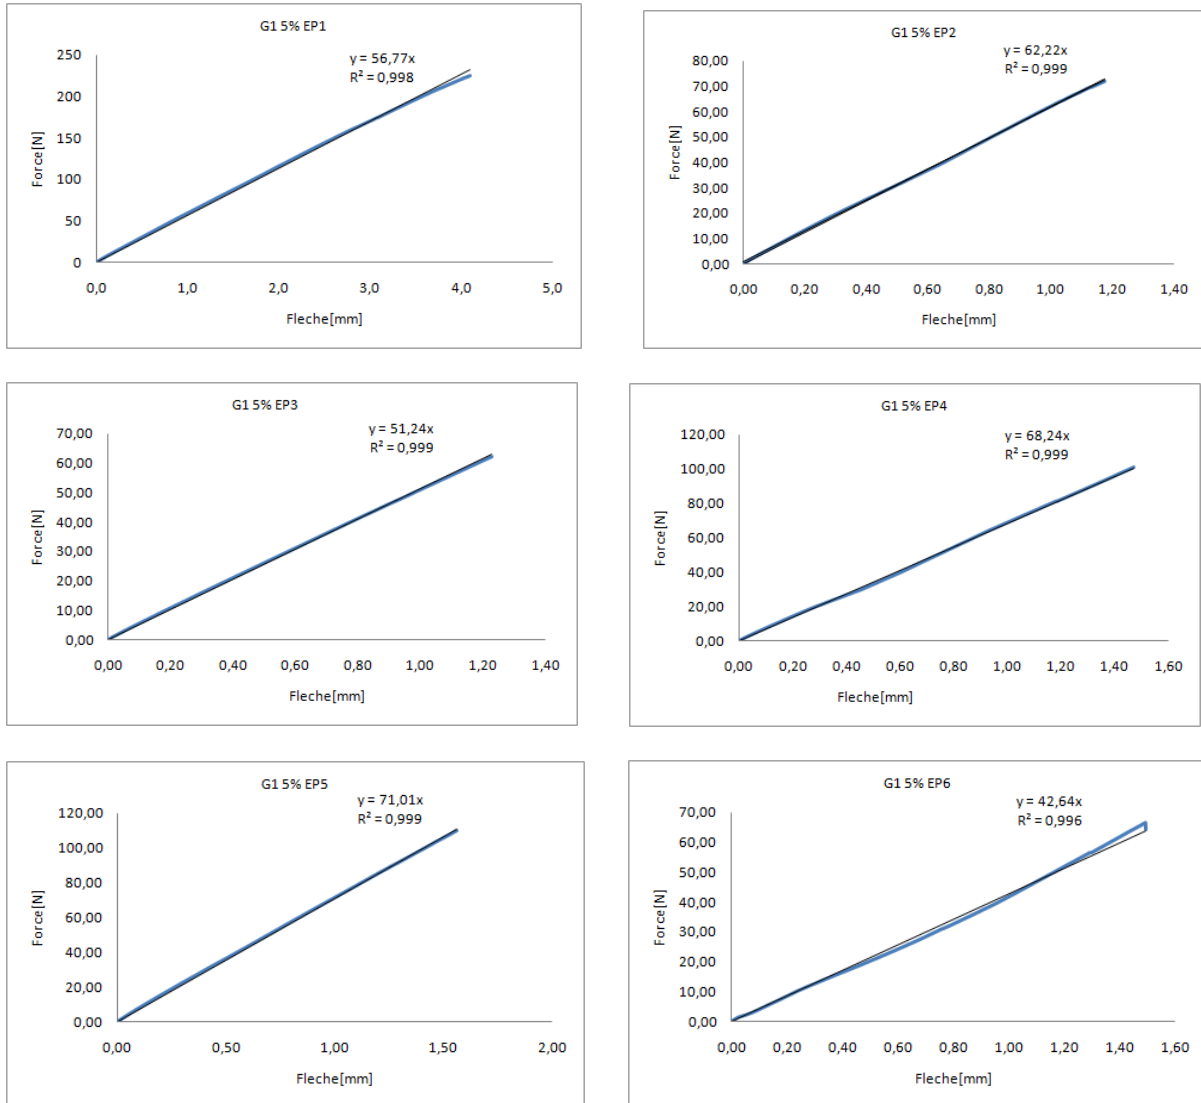 G1 5% EP1
y = 56,77x
R² = 0,998
250
200
150
100
50
0
Force[N]
0,0 1,0 2,0 3,0 4,0 5,0
Fleche[mm]
G1 5% EP2
y = 62,22x
R² = 0,999
80,00
70,00
60,00
50,00
40,00
30,00
20,00
10,00
0,00
Force[N]
0,00 0,20 0,40 0,60 0,80 1,00 1,20 1,40
Fleche[mm]
G1 5% EP3
y = 51,24x
R² = 0,999
70,00
60,00
50,00
40,00
30,00
20,00
10,00
0,00
Force[N]
0,00 0,20 0,40 0,60 0,80 1,00 1,20 1,40
Fleche[mm]
G1 5% EP4
y = 68,24x
R² = 0,999
120,00
100,00
80,00
60,00
40,00
20,00
0,00
Force[N]
0,00 0,20 0,40 0,60 0,80 1,00 1,20 1,40 1,60
Fleche[mm]
G1 5% EP5
y = 71,01x
R² = 0,999
120,00
100,00
80,00
60,00
40,00
20,00
0,00
Force[N]
0,00 0,50 1,00 1,50 2,00
Fleche[mm]
G1 5% EP6
y = 42,64x
R² = 0,996
70,00
60,00
50,00
40,00
30,00
20,00
10,00
0,00
Force[N]
0,00 0,20 0,40 0,60 0,80 1,00 1,20 1,40 1,60
Fleche[mm]